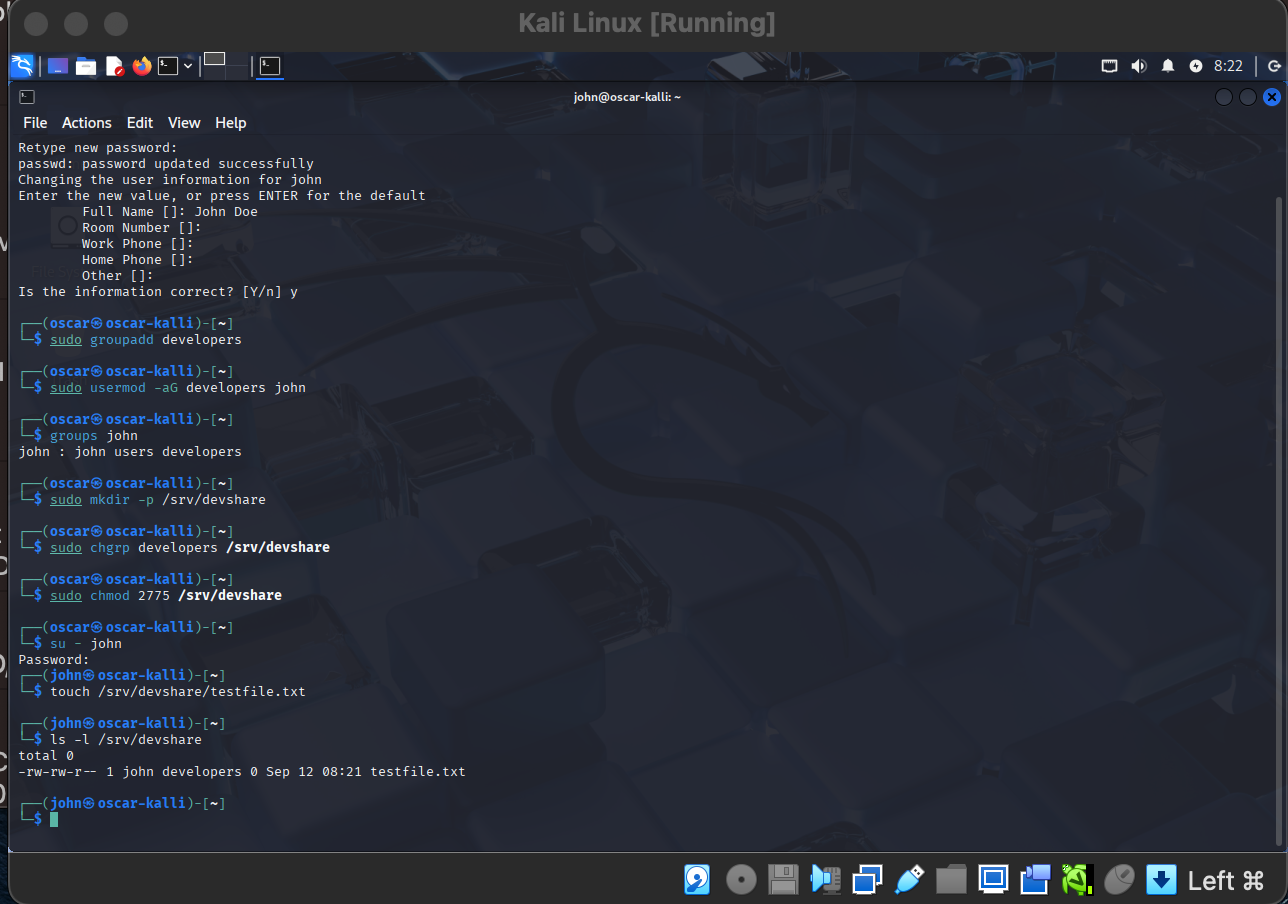 Kali Linux [Running]
8:22
john@oscar-kalli: ~
File Actions Edit View Help
Retype new password:
passwd: password updated successfully
Changing the user information for john
Enter the new value, or press ENTER for the default
Full Name []: John Doe
Room Number []:
Work Phone []:
Home Phone []:
Other []:
Is the information correct? [Y/n] y
┌──(oscar㉿oscar-kalli)-[~]
└─$ sudo groupadd developers
┌──(oscar㉿oscar-kalli)-[~]
└─$ sudo usermod -aG developers john
┌──(oscar㉿oscar-kalli)-[~]
└─$ groups john
john : john users developers
┌──(oscar㉿oscar-kalli)-[~]
└─$ sudo mkdir -p /srv/devshare
┌──(oscar㉿oscar-kalli)-[~]
└─$ sudo chgrp developers /srv/devshare
┌──(oscar㉿oscar-kalli)-[~]
└─$ sudo chmod 2775 /srv/devshare
┌──(oscar㉿oscar-kalli)-[~]
└─$ su - john
Password:
┌──(john㉿oscar-kalli)-[~]
└─$ touch /srv/devshare/testfile.txt
┌──(john㉿oscar-kalli)-[~]
└─$ ls -l /srv/devshare
total 0
-rw-rw-r-- 1 john developers 0 Sep 12 08:21 testfile.txt
┌──(john㉿oscar-kalli)-[~]
└─$
Left ⌘